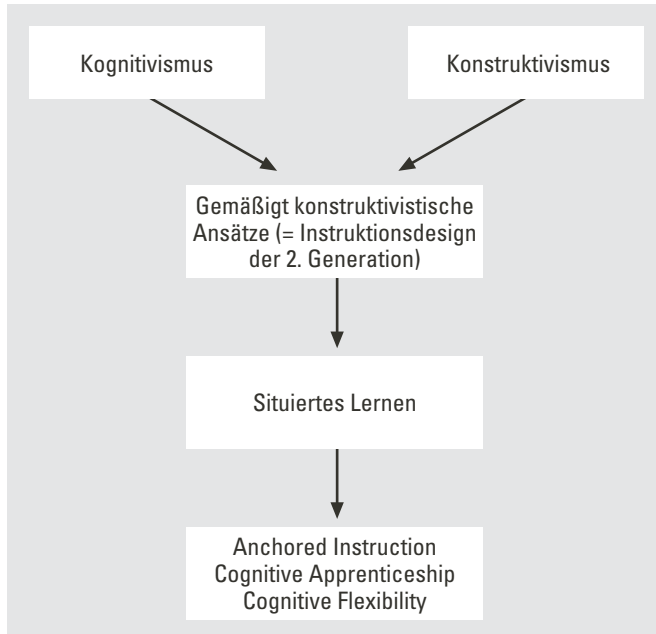 Kognitivismus
Konstruktivismus
Gemäßigt konstruktivistische
Ansätze (= Instruktionsdesign
der 2. Generation)
Situiertes Lernen
Anchored Instruction
Cognitive Apprenticeship
Cognitive Flexibility